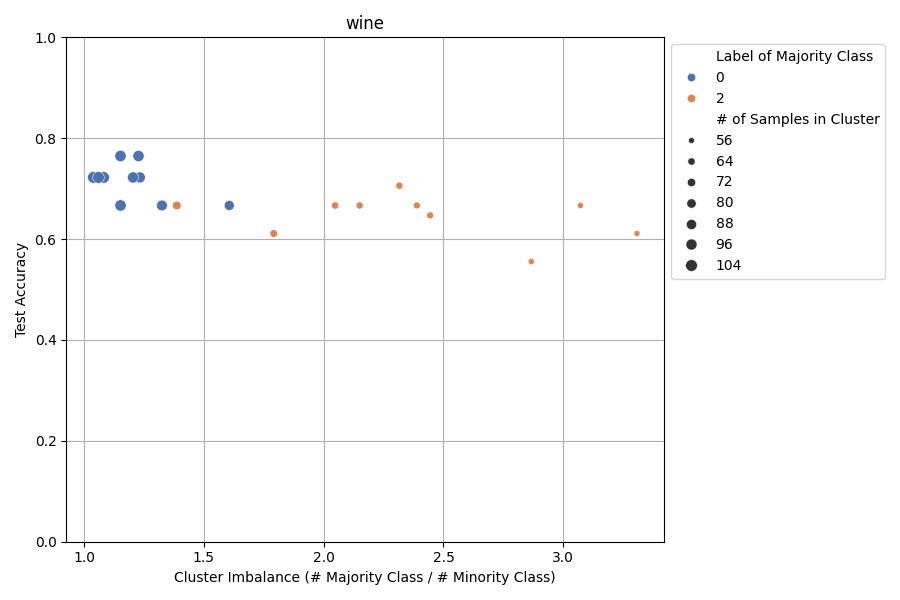 wine
Test Accuracy
1.0
0.8
0.6
0.4
0.2
0.0
1.0 1.5 2.0 2.5 3.0
Cluster Imbalance (# Majority Class / # Minority Class)
Label of Majority Class
0
2
# of Samples in Cluster
56
64
72
80
88
96
104